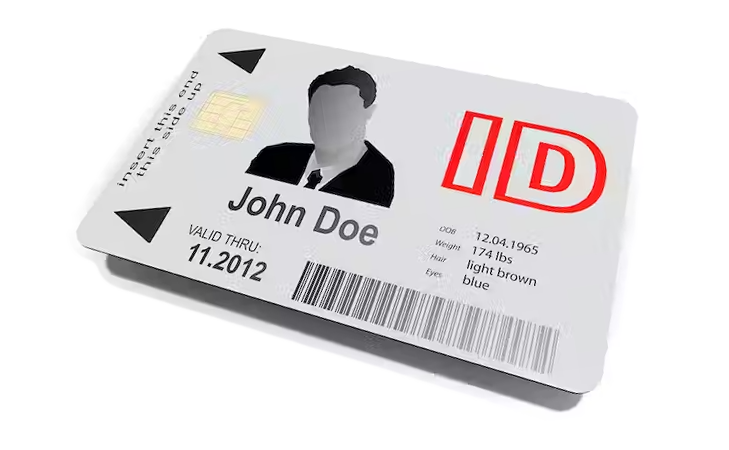 insert this end
this side up
ID
John Doe
VALID THRU:
11.2012
DOB 12.04.1965
Weight 174 lbs
Hair light brown
Eyes blue